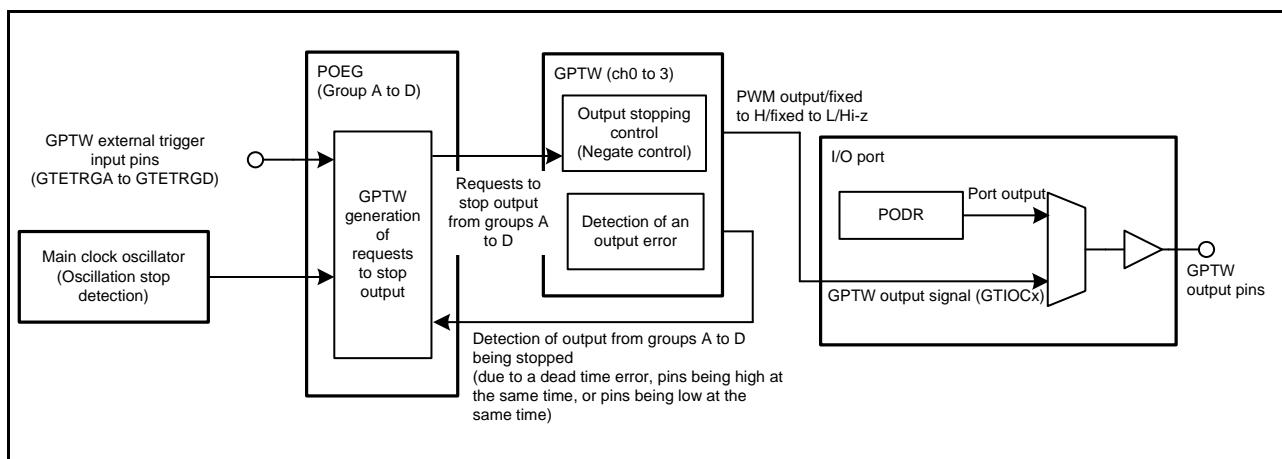 POEG
(Group A to D)
GPTW external trigger
input pins
(GTETRGA to GTETRGD)
Main clock oscillator
(Oscillation stop
detection)
GPTW
generation
of
requests
to stop
output
Requests to
stop output
from groups A
to D
GPTW (ch0 to 3)
Output stopping
control
(Negate control)
Detection of an
output error
Detection of output from groups A to D
being stopped
(due to a dead time error, pins being high at
the same time, or pins being low at the
same time)
PWM output/fixed
to H/fixed to L/Hi-z
I/O port
PODR
Port output
GPTW output signal (GTIOCx)
GPTW
output pins